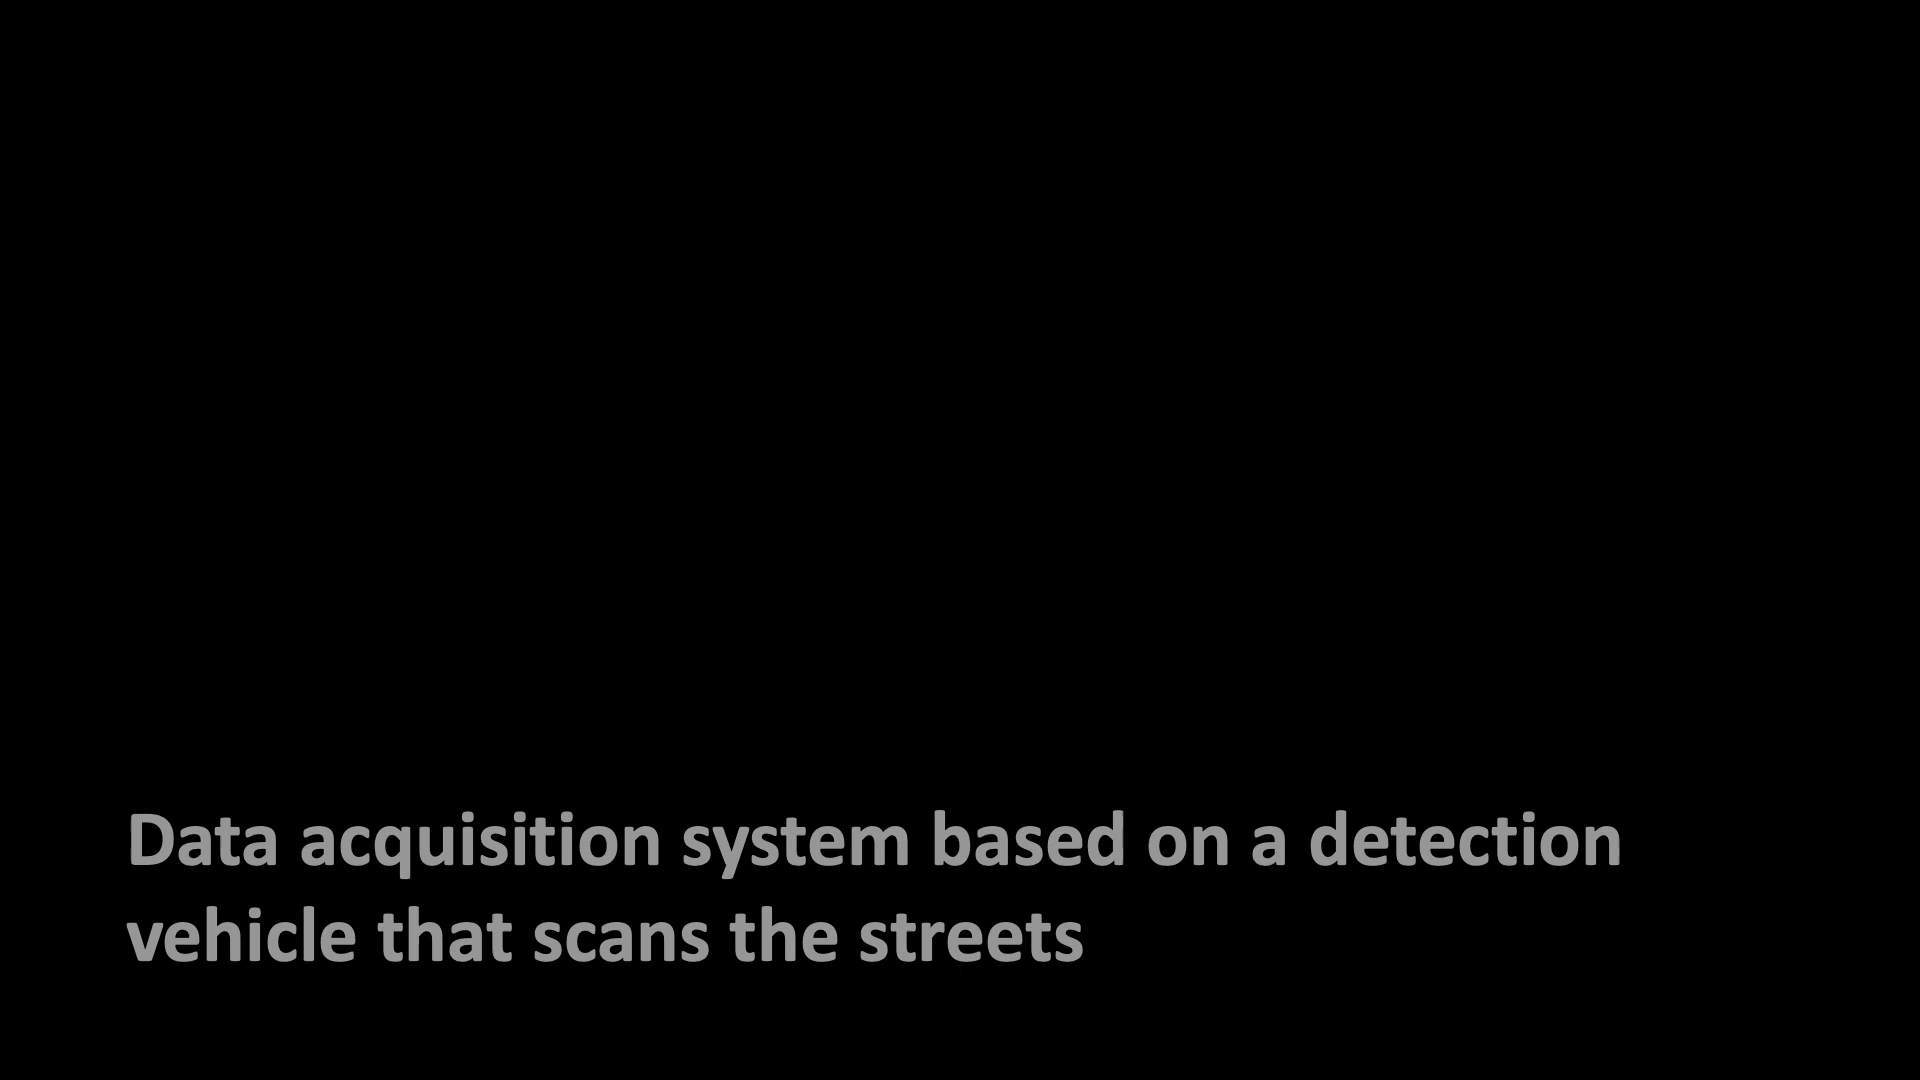 Data acquisition system based on a detection
vehicle that scans the streets